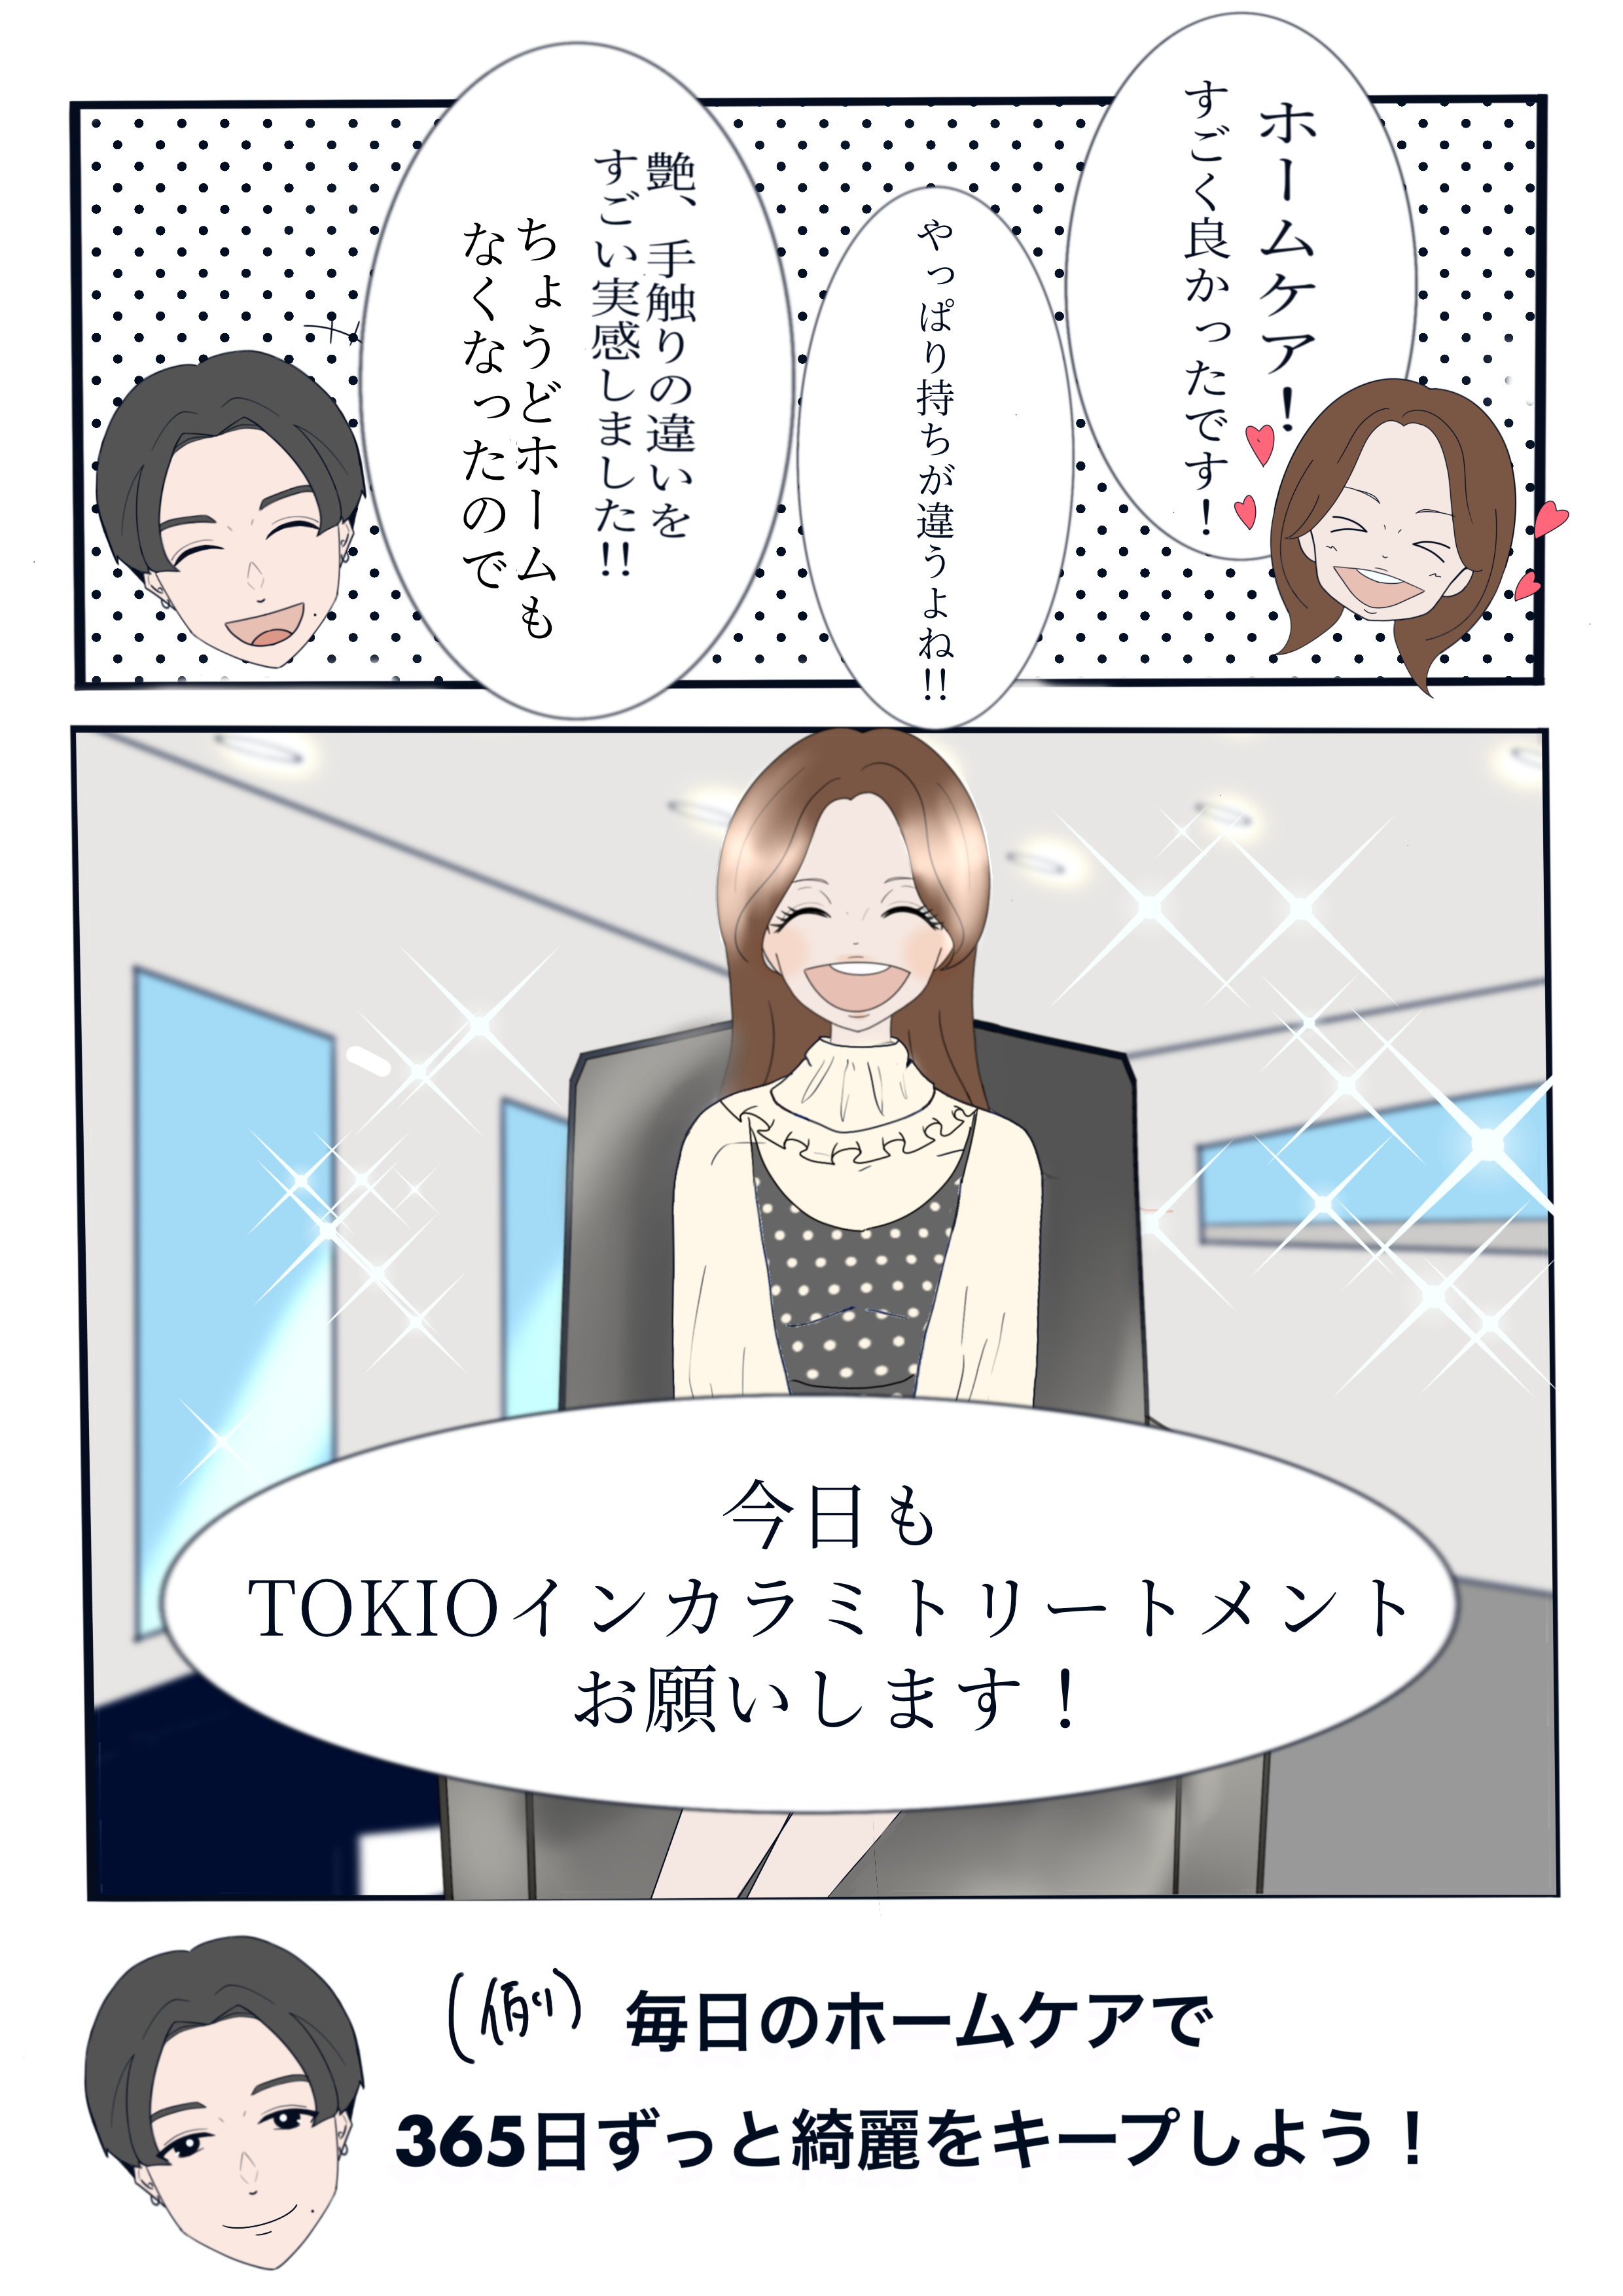 ホームケア！
すごく良かったです！
やっぱり持ちが違うよね!!
艶、手触りの違いを
すごい実感しました!!
ちょうどホームも
なくなったので
今日も
TOKIOインカラミトリートメント
お願いします！
(例) 毎日のホームケアで
365日ずっと綺麗をキープしよう！